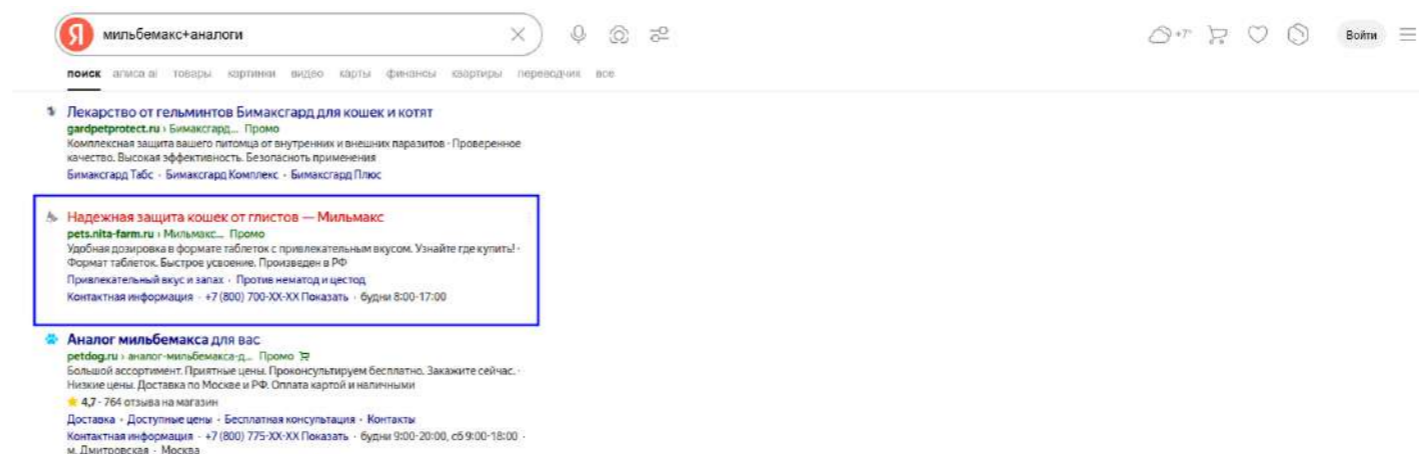 Я мильбемакс+аналоги
+7° Войти
поиск алиса ai товары картинки видео карты финансы квартиры переводчик все
Лекарство от гельминтов Бимаксгард для кошек и котят
gardpetprotect.ru › Бимаксгард... Промо
Комплексная защита вашего питомца от внутренних и внешних паразитов · Проверенное
качество. Высокая эффективность. Безопасноть применения
Бимаксгард Табс · Бимаксгард Комплекс · Бимаксгард Плюс
Надежная защита кошек от глистов — Мильмакс
pets.nita-farm.ru › Мильмакс... Промо
Удобная дозировка в формате таблеток с привлекательным вкусом. Узнайте где купить! ·
Формат таблеток. Быстрое усвоение. Произведен в РФ
Привлекательный вкус и запах · Против нематод и цестод
Контактная информация · +7 (800) 700-XX-XX Показать · будни 8:00-17:00
Аналог мильбемакса для вас
petdog.ru › аналог-мильбемакса-д... Промо
Большой ассортимент. Приятные цены. Проконсультируем бесплатно. Закажите сейчас. ·
Низкие цены. Доставка по Москве и РФ. Оплата картой и наличными
4,7 · 764 отзыва на магазин
Доставка · Доступные цены · Бесплатная консультация · Контакты
Контактная информация · +7 (800) 775-XX-XX Показать · будни 9:00-20:00, сб 9:00-18:00 ·
м. Дмитровская · Москва